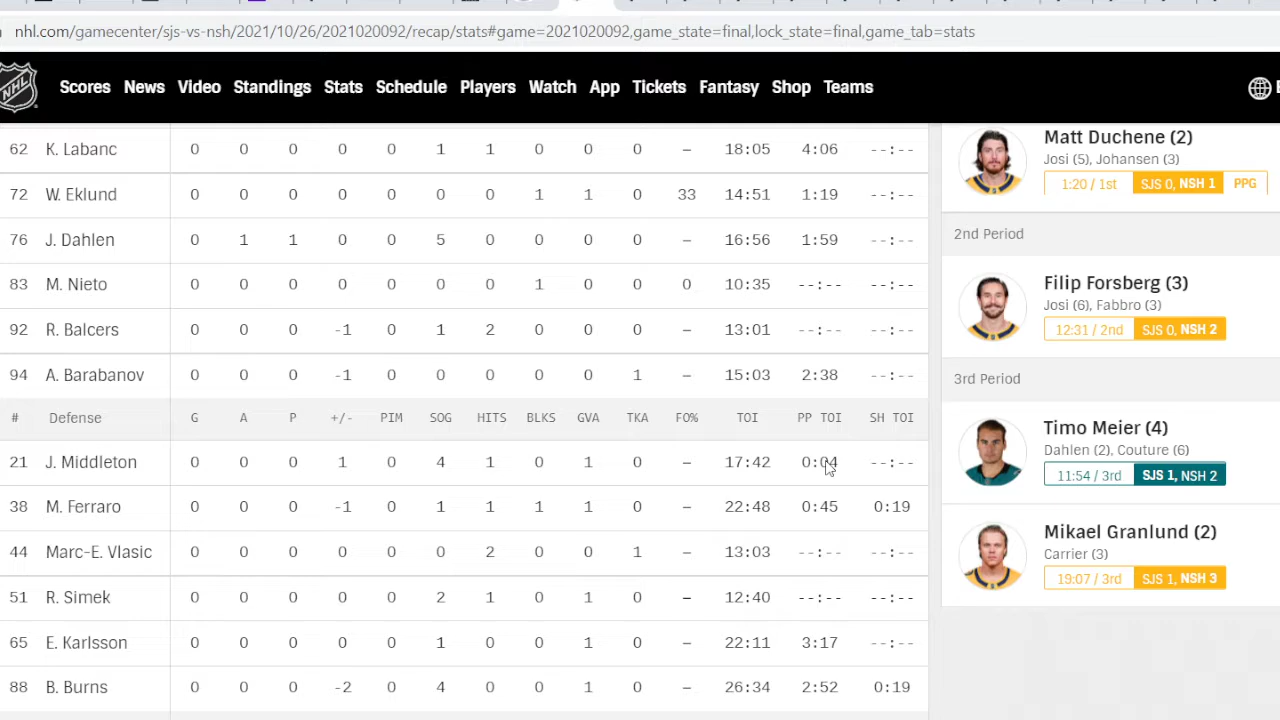 nhl.com/gamecenter/sjs-vs-nsh/2021/10/26/2021020092/recap/stats#game=2021020092,game_state=final,lock_state=final,game_tab=stats
NHL Scores News Video Standings Stats Schedule Players Watch App Tickets Fantasy Shop Teams
62 K. Labanc 0 0 0 0 0 1 1 0 0 0 – 18:05 4:06 --:--
72 W. Eklund 0 0 0 0 0 0 0 1 1 0 33 14:51 1:19 --:--
76 J. Dahlen 0 1 1 0 0 5 0 0 0 0 – 16:56 1:59 --:--
83 M. Nieto 0 0 0 0 0 0 0 1 0 0 0 10:35 --:-- --:--
92 R. Balcers 0 0 0 -1 0 1 2 0 0 0 – 13:01 --:-- --:--
94 A. Barabanov 0 0 0 -1 0 0 0 0 0 1 – 15:03 2:38 --:--
# Defense G A P +/- PIM SOG HITS BLKS GVA TKA FO% TOI PP TOI SH TOI
21 J. Middleton 0 0 0 1 0 4 1 0 1 0 – 17:42 0:04 --:--
38 M. Ferraro 0 0 0 -1 0 1 1 1 1 0 – 22:48 0:45 0:19
44 Marc-E. Vlasic 0 0 0 0 0 0 2 0 0 1 – 13:03 --:-- --:--
51 R. Simek 0 0 0 0 0 2 1 0 1 0 – 12:40 --:-- --:--
65 E. Karlsson 0 0 0 0 0 1 0 0 1 0 – 22:11 3:17 --:--
88 B. Burns 0 0 0 -2 0 4 0 0 1 0 – 26:34 2:52 0:19
Matt Duchene (2)
Josi (5), Johansen (3)
1:20 / 1st SJS 0, NSH 1 PPG
2nd Period
Filip Forsberg (3)
Josi (6), Fabbro (3)
12:31 / 2nd SJS 0, NSH 2
3rd Period
Timo Meier (4)
Dahlen (2), Couture (6)
11:54 / 3rd SJS 1, NSH 2
Mikael Granlund (2)
Carrier (3)
19:07 / 3rd SJS 1, NSH 3